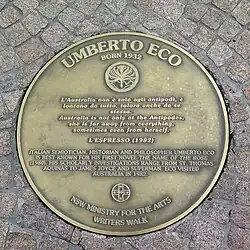 UMBERTO ECO
BORN 1932
L'Australia non è solo agli antipodi, è
lontana da tutto, talora anche da se
stessa.
Australia is not only at the Antipodes,
she is far away from everything,
sometimes even from herself.
L'ESPRESSO (1982)
ITALIAN SEMIOTICIAN, HISTORIAN AND PHILOSOPHER UMBERTO ECO
IS BEST KNOWN FOR HIS FIRST NOVEL THE NAME OF THE ROSE
(1980). HIS SCHOLARLY INVESTIGATIONS RANGE FROM ST. THOMAS
AQUINAS TO JAMES JOYCE AND SUPERMAN. ECO VISITED
AUSTRALIA IN 1982.
NSW MINISTRY FOR THE ARTS
WRITERS WALK